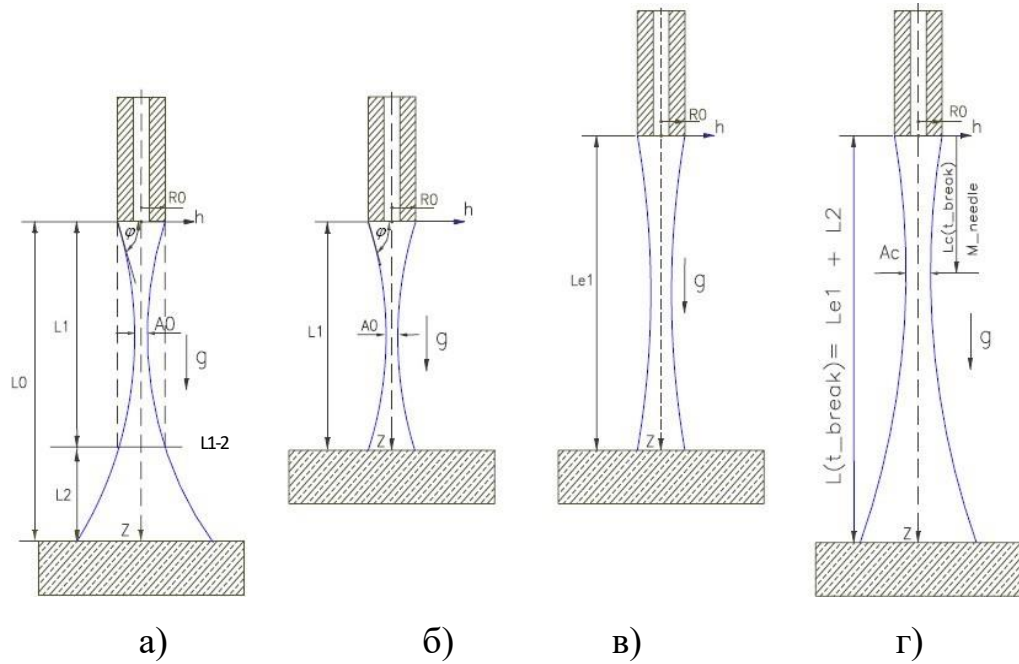 R0
h
φ
L1
A0
g
L0
L1-2
L2
Z
R0
h
φ
L1
A0
g
Z
R0
h
Le1
g
Z
R0
h
L(t_break)= Le1 + L2
Lc(t_break)
M_needle
Ac
g
Z
а)
б)
в)
г)